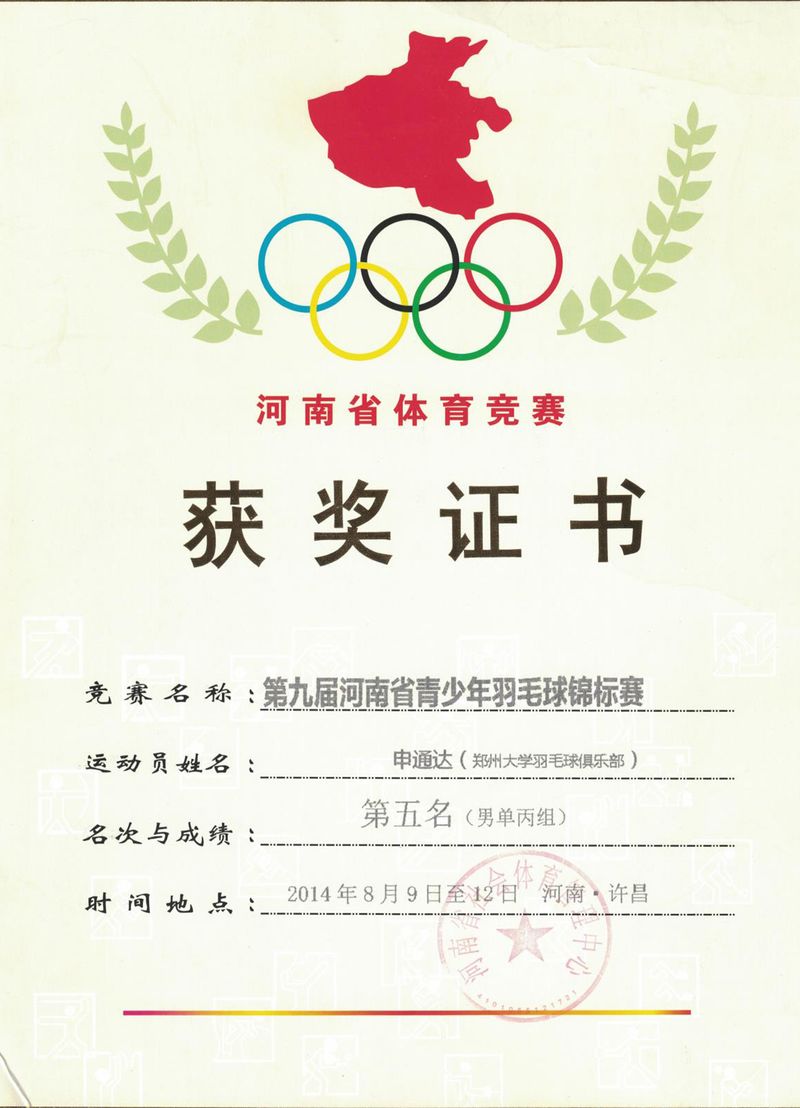 河南省体育竞赛
获奖证书
竞赛名称：第九届河南省青少年羽毛球锦标赛
运动员姓名：申通达（郑州大学羽毛球俱乐部）
名次与成绩：第五名（男单丙组）
时间地点：2014年8月9日至12日 河南·许昌
河南省社会体育管理中心